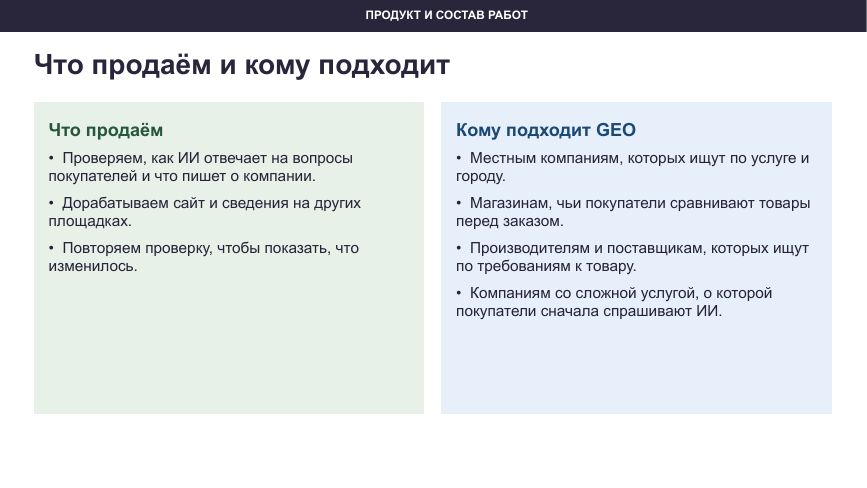 ПРОДУКТ И СОСТАВ РАБОТ
Что продаём и кому подходит
Что продаём
• Проверяем, как ИИ отвечает на вопросы
покупателей и что пишет о компании.
• Дорабатываем сайт и сведения на других
площадках.
• Повторяем проверку, чтобы показать, что
изменилось.
Кому подходит GEO
• Местным компаниям, которых ищут по услуге и
городу.
• Магазинам, чьи покупатели сравнивают товары
перед заказом.
• Производителям и поставщикам, которых ищут
по требованиям к товару.
• Компаниям со сложной услугой, о которой
покупатели сначала спрашивают ИИ.